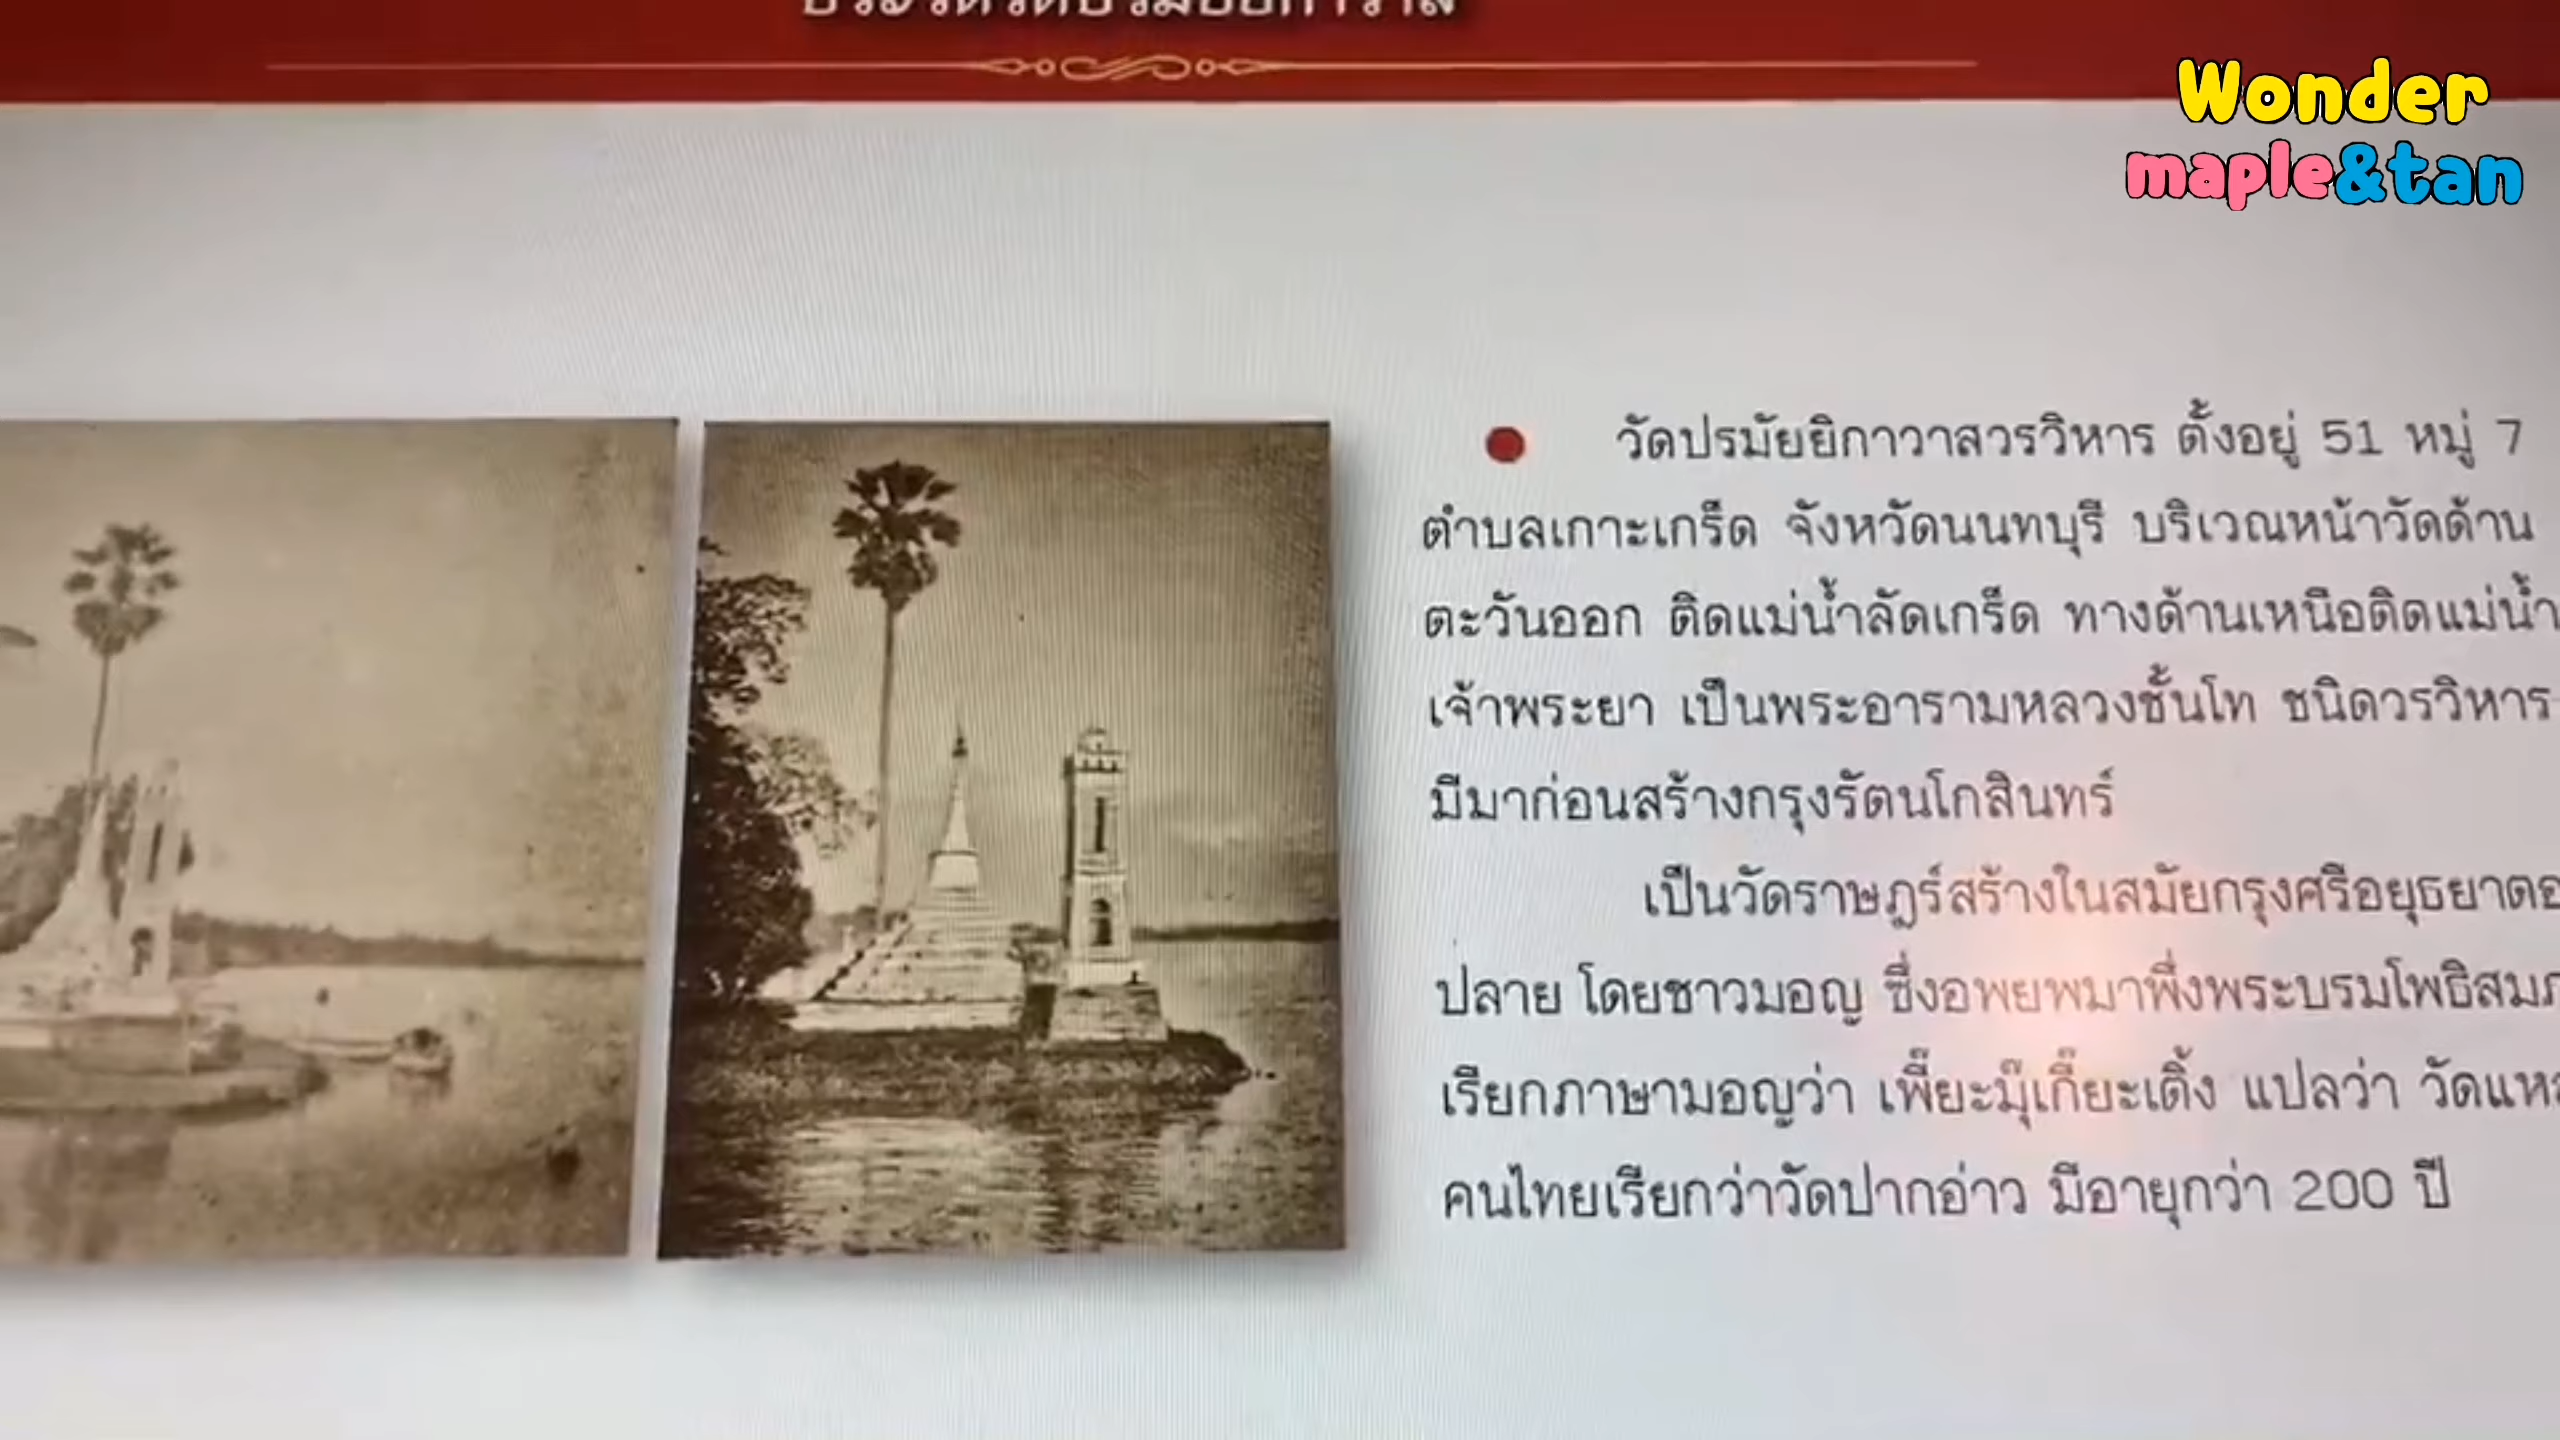 Wonder
maple&tan
วัดปรมัยยิกาวาสวรวิหาร ตั้งอยู่ 51 หมู่ 7
ตำบลเกาะเกร็ด จังหวัดนนทบุรี บริเวณหน้าวัดด้าน
ตะวันออก ติดแม่น้ำลัดเกร็ด ทางด้านเหนือติดแม่น้ำ
เจ้าพระยา เป็นพระอารามหลวงชั้นโท ชนิดวรวิหาร
มีมาก่อนสร้างกรุงรัตนโกสินทร์
เป็นวัดราษฎร์สร้างในสมัยกรุงศรีอยุธยาตอ
ปลาย โดยชาวมอญ ซึ่งอพยพมาพึ่งพระบรมโพธิสมภ
เรียกภาษามอญว่า เพี๊ยะมุ๊เกี๊ยะเติ้ง แปลว่า วัดแห
คนไทยเรียกว่าวัดปากอ่าว มีอายุกว่า 200 ปี